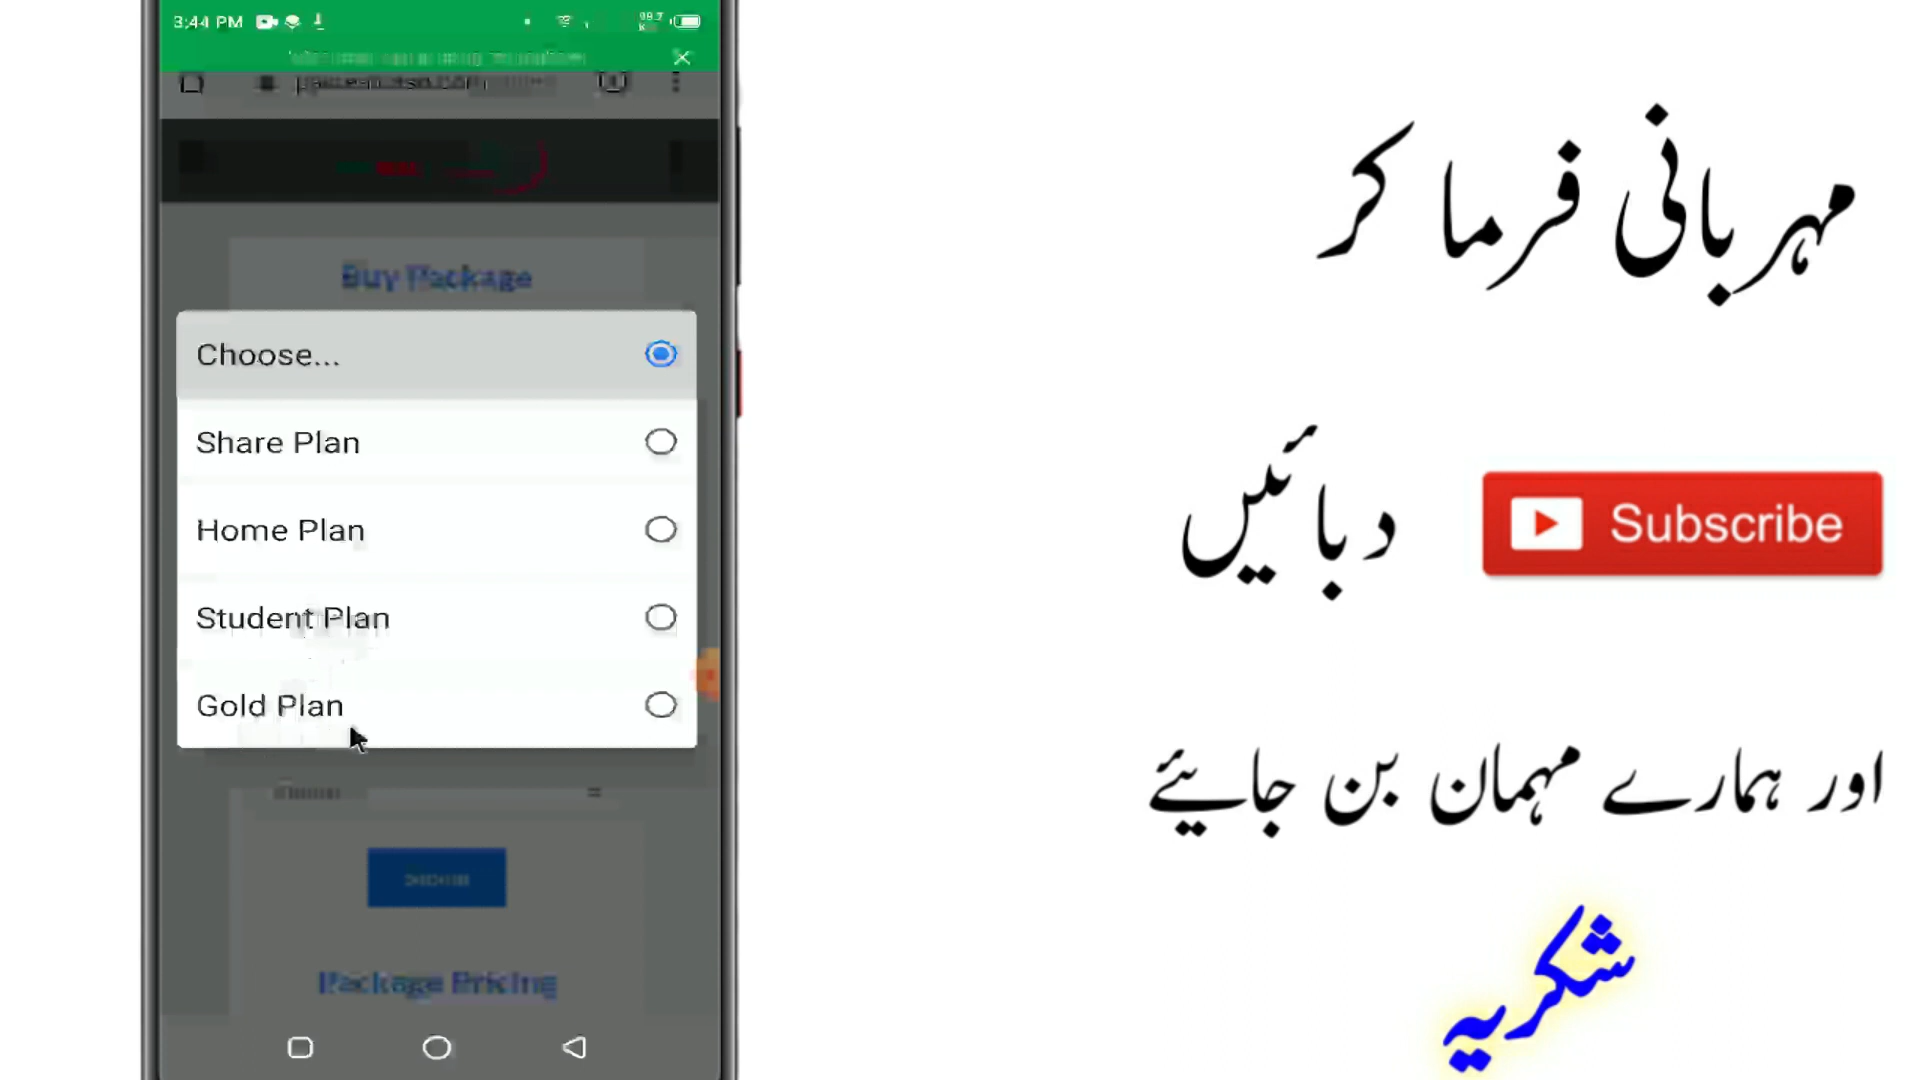 3:44 PM
Buy Package
Choose...
Share Plan
Home Plan
Student Plan
Gold Plan
Package Pricing
مہربانی فرما کر
Subscribe دبائیں
اور ہمارے مہمان بن جایئے
شکریہ